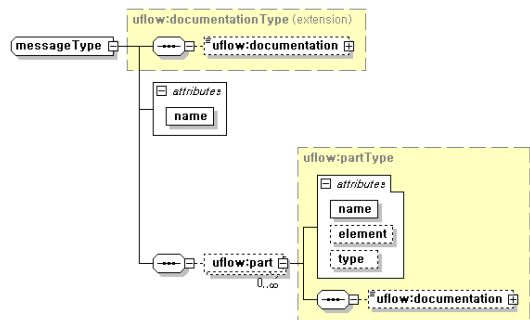 uflow:documentationType (extension)
messageType
uflow:documentation
attributes
name
uflow:partType
attributes
name
element
type
uflow:part
0..∞
uflow:documentation